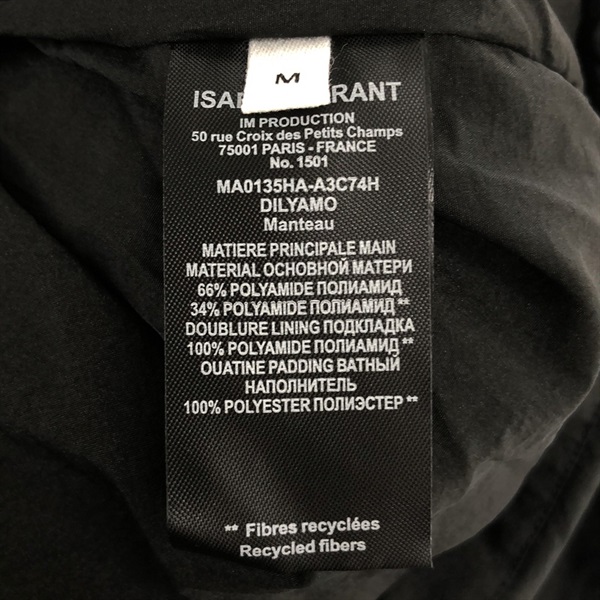 M
ISA RANT
IM PRODUCTION
50 rue Croix des Petits Champs
75001 PARIS - FRANCE
No. 1501
MA0135HA-A3C74H
DILYAMO
Manteau
MATIERE PRINCIPALE MAIN
MATERIAL ОСНОВНОЙ МАТЕРИ
66% POLYAMIDE ПОЛИАМИД
34% POLYAMIDE ПОЛИАМИД **
DOUBLURE LINING ПОДКЛАДКА
100% POLYAMIDE ПОЛИАМИД **
OUATINE PADDING ВАТНЫЙ
НАПОЛНИТЕЛЬ
100% POLYESTER ПОЛИЭСТЕР **
** Fibres recyclées
Recycled fibers